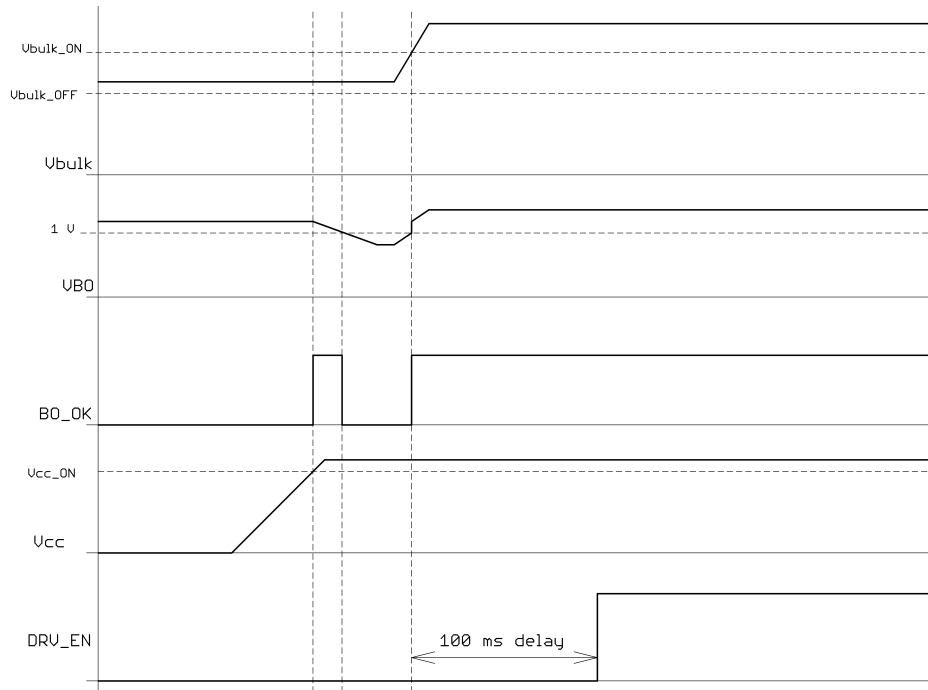 Vbulk_ON
Vbulk_OFF
Vbulk
1 V
VBO
BO_OK
Vcc_ON
Vcc
DRV_EN
100 ms delay